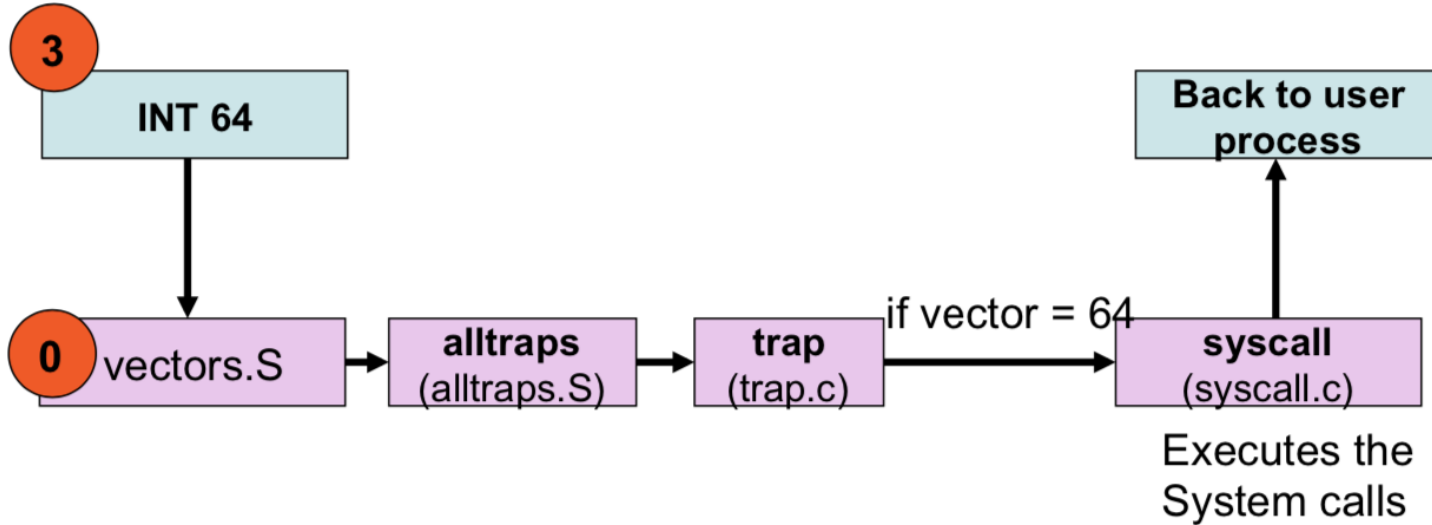 3
INT 64
Back to user
process
if vector = 64
0
vectors.S
alltraps
(alltraps.S)
trap
(trap.c)
syscall
(syscall.c)
Executes the
System calls